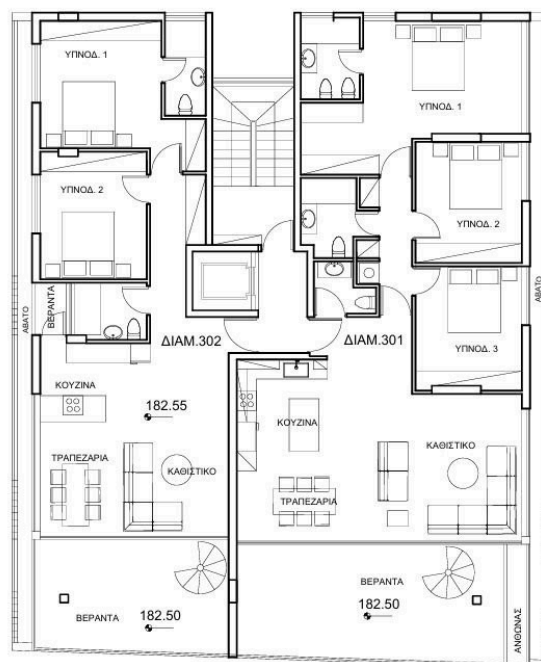 ΥΠΝΟΔ. 1
ΥΠΝΟΔ. 1
ΥΠΝΟΔ. 2
ΥΠΝΟΔ. 2
ΑΒΑΤΟ
ΒΕΡΑΝΤΑ
ΑΒΑΤΟ
ΔΙΑΜ.302
ΔΙΑΜ.301
ΥΠΝΟΔ. 3
ΚΟΥΖΙΝΑ
182.55
ΚΟΥΖΙΝΑ
ΚΑΘΙΣΤΙΚΟ
ΤΡΑΠΕΖΑΡΙΑ
ΚΑΘΙΣΤΙΚΟ
ΤΡΑΠΕΖΑΡΙΑ
ΒΕΡΑΝΤΑ
182.50
ΒΕΡΑΝΤΑ
182.50
ΑΝΘΩΝΑΣ